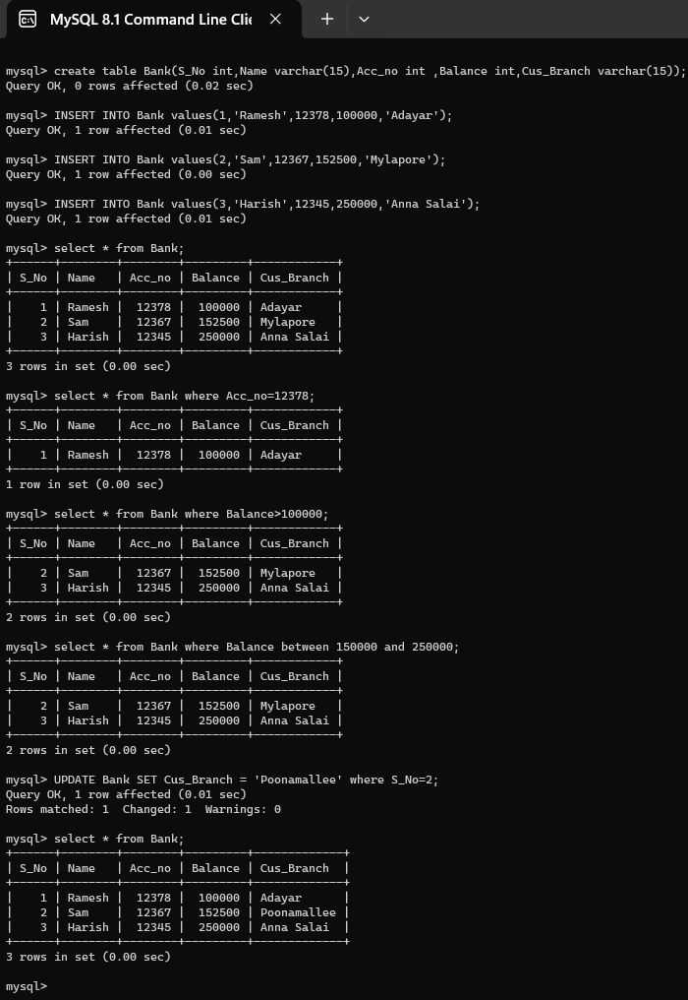 MySQL 8.1 Command Line Clie
mysql> create table Bank(S_No int,Name varchar(15),Acc_no int ,Balance int,Cus_Branch varchar(15));
Query OK, 0 rows affected (0.02 sec)
mysql> INSERT INTO Bank values(1,'Ramesh',12378,100000,'Adayar');
Query OK, 1 row affected (0.01 sec)
mysql> INSERT INTO Bank values(2,'Sam',12367,152500,'Mylapore');
Query OK, 1 row affected (0.00 sec)
mysql> INSERT INTO Bank values(3,'Harish',12345,250000,'Anna Salai');
Query OK, 1 row affected (0.01 sec)
mysql> select * from Bank;
+------+--------+--------+---------+------------+
| S_No | Name   | Acc_no | Balance | Cus_Branch |
+------+--------+--------+---------+------------+
|    1 | Ramesh |  12378 |  100000 | Adayar     |
|    2 | Sam    |  12367 |  152500 | Mylapore   |
|    3 | Harish |  12345 |  250000 | Anna Salai |
+------+--------+--------+---------+------------+
3 rows in set (0.00 sec)
mysql> select * from Bank where Acc_no=12378;
+------+--------+--------+---------+------------+
| S_No | Name   | Acc_no | Balance | Cus_Branch |
+------+--------+--------+---------+------------+
|    1 | Ramesh |  12378 |  100000 | Adayar     |
+------+--------+--------+---------+------------+
1 row in set (0.00 sec)
mysql> select * from Bank where Balance>100000;
+------+--------+--------+---------+------------+
| S_No | Name   | Acc_no | Balance | Cus_Branch |
+------+--------+--------+---------+------------+
|    2 | Sam    |  12367 |  152500 | Mylapore   |
|    3 | Harish |  12345 |  250000 | Anna Salai |
+------+--------+--------+---------+------------+
2 rows in set (0.00 sec)
mysql> select * from Bank where Balance between 150000 and 250000;
+------+--------+--------+---------+------------+
| S_No | Name   | Acc_no | Balance | Cus_Branch |
+------+--------+--------+---------+------------+
|    2 | Sam    |  12367 |  152500 | Mylapore   |
|    3 | Harish |  12345 |  250000 | Anna Salai |
+------+--------+--------+---------+------------+
2 rows in set (0.00 sec)
mysql> UPDATE Bank SET Cus_Branch = 'Poonamallee' where S_No=2;
Query OK, 1 row affected (0.01 sec)
Rows matched: 1  Changed: 1  Warnings: 0
mysql> select * from Bank;
+------+--------+--------+---------+-------------+
| S_No | Name   | Acc_no | Balance | Cus_Branch  |
+------+--------+--------+---------+-------------+
|    1 | Ramesh |  12378 |  100000 | Adayar      |
|    2 | Sam    |  12367 |  152500 | Poonamallee |
|    3 | Harish |  12345 |  250000 | Anna Salai  |
+------+--------+--------+---------+-------------+
3 rows in set (0.00 sec)
mysql>